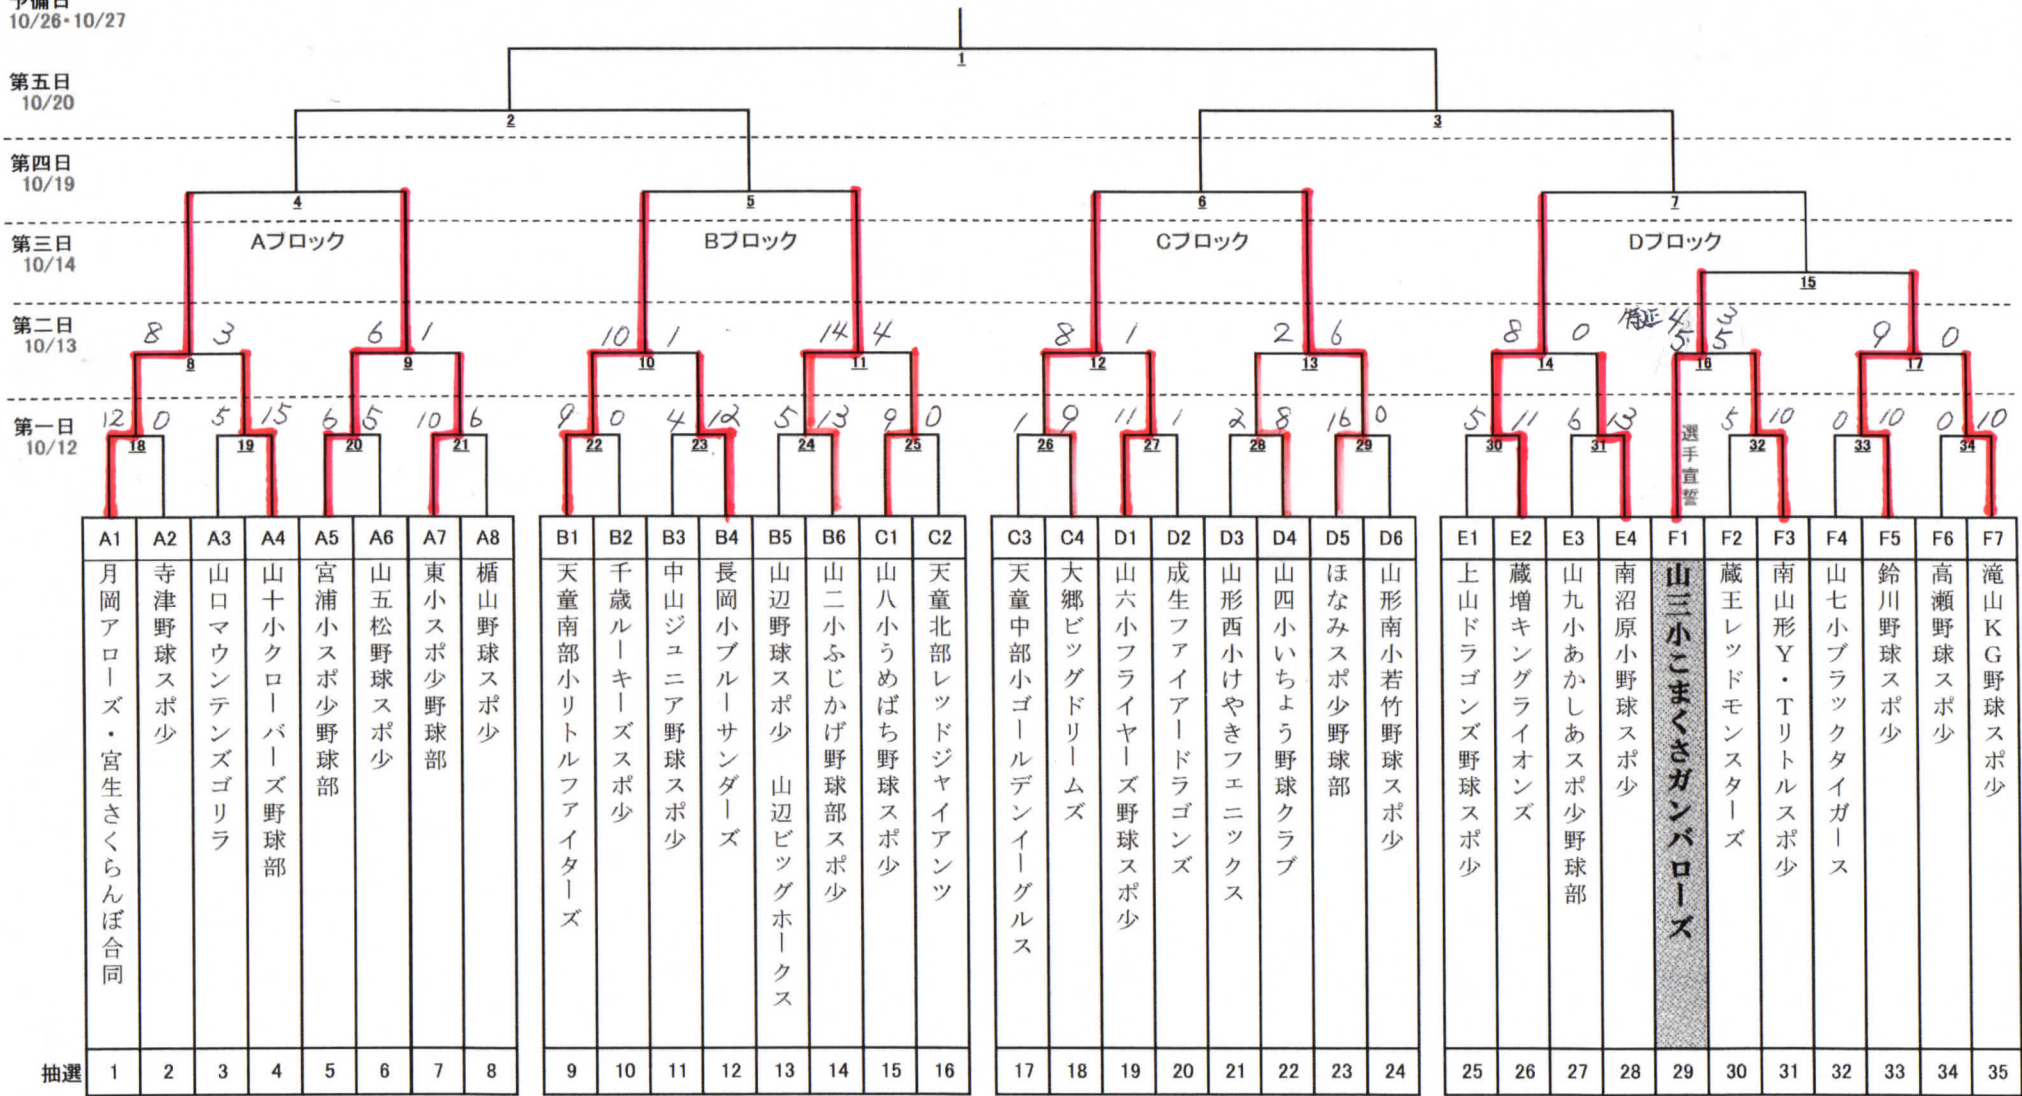 予備日
10/26・10/27
1
第五日
10/20
2
3
第四日
10/19
4
5
6
7
第三日
10/14
Aブロック
Bブロック
Cブロック
Dブロック
15
第二日
10/13
8 3
6 1
10 1
14 4
8 1
2 6
8 0
4 3
5 5
9 0
8
9
10
11
12
13
14
16
17
第一日
10/12
12 0
5 15
6 5
10 6
9 0
4 12
5 13
9 0
1 9
11 1
2 8
16 0
5 11
6 13
選手宣誓
5 10
0 10
0 10
18
19
20
21
22
23
24
25
26
27
28
29
30
31
32
33
34
A1 A2 A3 A4 A5 A6 A7 A8
B1 B2 B3 B4 B5 B6 C1 C2
C3 C4 D1 D2 D3 D4 D5 D6
E1 E2 E3 E4 F1 F2 F3 F4 F5 F6 F7
月岡アローズ・宮生さくらんぼ合同
寺津野球スポ少
山口マウンテンズゴリラ
山十小クローバーズ野球部
宮浦小スポ少野球部
山五松野球スポ少
東小スポ少野球部
楯山野球スポ少
天童南部小リトルファイターズ
千歳ルーキーズスポ少
中山ジュニア野球スポ少
長岡小ブルーサンダーズ
山辺野球スポ少 山辺ビッグホークス
山二小ふじかげ野球部スポ少
山八小うめばち野球スポ少
天童北部レッドジャイアンツ
天童中部小ゴールデンイーグルス
大郷ビッグドリームズ
山六小フライヤーズ野球スポ少
成生ファイアードラゴンズ
山形西小けやきフェニックス
山四小いちょう野球クラブ
ほなみスポ少野球部
山形南小若竹野球スポ少
上山ドラゴンズ野球スポ少
蔵増キングライオンズ
山九小あかしあスポ少野球部
南沼原小野球スポ少
山三小こまくさガンバローズ
蔵王レッドモンスターズ
南山形Y・Tリトルスポ少
山七小ブラックタイガース
鈴川野球スポ少
高瀬野球スポ少
滝山KG野球スポ少
抽選 1 2 3 4 5 6 7 8
9 10 11 12 13 14 15 16
17 18 19 20 21 22 23 24
25 26 27 28 29 30 31 32 33 34 35